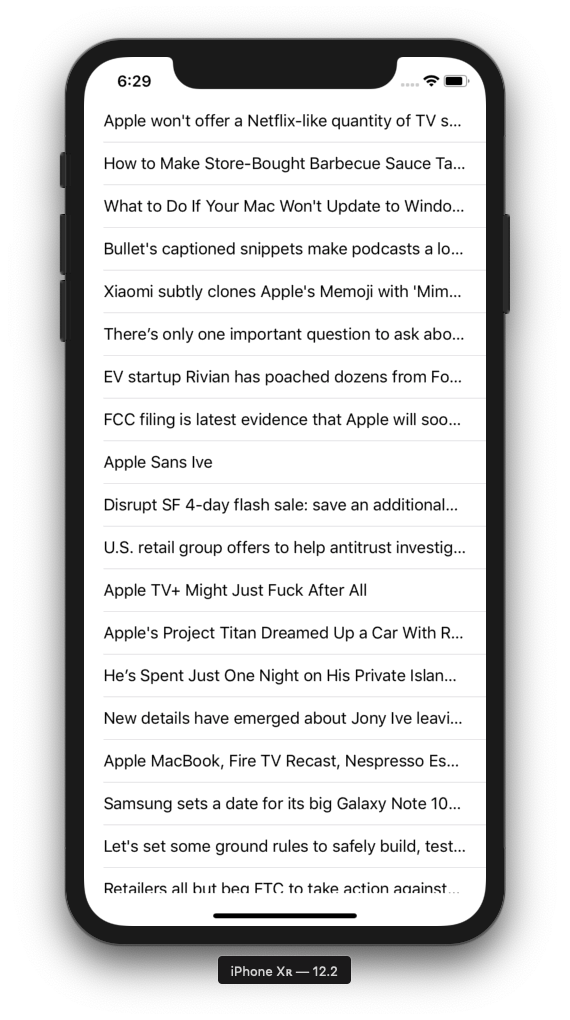 6:29
Apple won't offer a Netflix-like quantity of TV s...
How to Make Store-Bought Barbecue Sauce Ta...
What to Do If Your Mac Won't Update to Windo...
Bullet's captioned snippets make podcasts a lo...
Xiaomi subtly clones Apple's Memoji with 'Mim...
There’s only one important question to ask abo...
EV startup Rivian has poached dozens from Fo...
FCC filing is latest evidence that Apple will soo...
Apple Sans Ive
Disrupt SF 4-day flash sale: save an additional...
U.S. retail group offers to help antitrust investig...
Apple TV+ Might Just Fuck After All
Apple's Project Titan Dreamed Up a Car With R...
He’s Spent Just One Night on His Private Islan...
New details have emerged about Jony Ive leavi...
Apple MacBook, Fire TV Recast, Nespresso Es...
Samsung sets a date for its big Galaxy Note 10...
Let's set some ground rules to safely build, test...
Retailers all but beg FTC to take action against...
iPhone Xʀ — 12.2